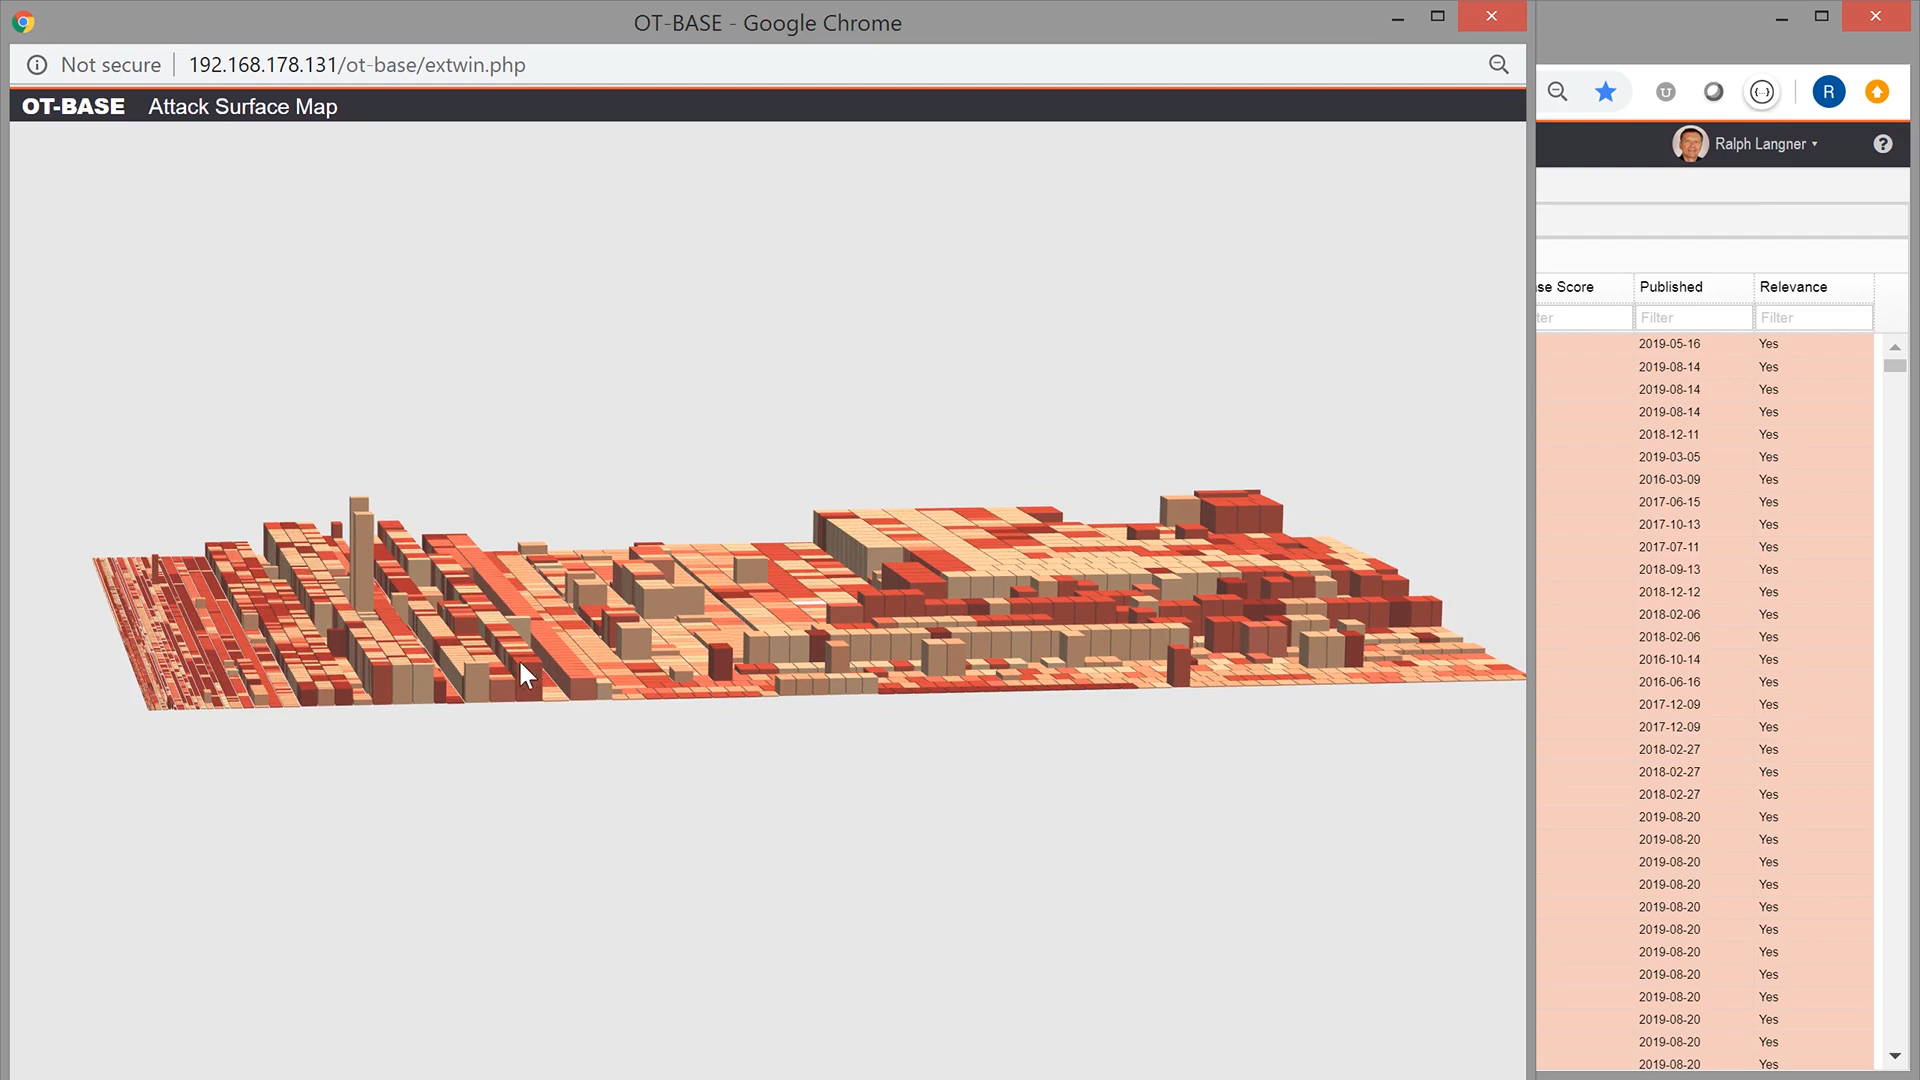 OT-BASE - Google Chrome
Not secure 192.168.178.131/ot-base/extwin.php
OT-BASE Attack Surface Map
R
Ralph Langner
se Score Published Relevance
ter Filter Filter
2019-05-16 Yes
2019-08-14 Yes
2019-08-14 Yes
2019-08-14 Yes
2018-12-11 Yes
2019-03-05 Yes
2016-03-09 Yes
2017-06-15 Yes
2017-10-13 Yes
2017-07-11 Yes
2018-09-13 Yes
2018-12-12 Yes
2018-02-06 Yes
2018-02-06 Yes
2016-10-14 Yes
2016-06-16 Yes
2017-12-09 Yes
2017-12-09 Yes
2018-02-27 Yes
2018-02-27 Yes
2018-02-27 Yes
2019-08-20 Yes
2019-08-20 Yes
2019-08-20 Yes
2019-08-20 Yes
2019-08-20 Yes
2019-08-20 Yes
2019-08-20 Yes
2019-08-20 Yes
2019-08-20 Yes
2019-08-20 Yes
2019-08-20 Yes
2019-08-20 Yes